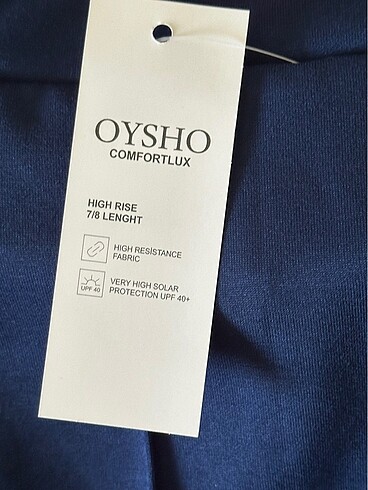 OYSHO
COMFORTLUX
HIGH RISE
7/8 LENGHT
HIGH RESİSTANCE
FABRIC
UPF 40
VERY HIGH SOLAR
PROTECTION UPF 40+